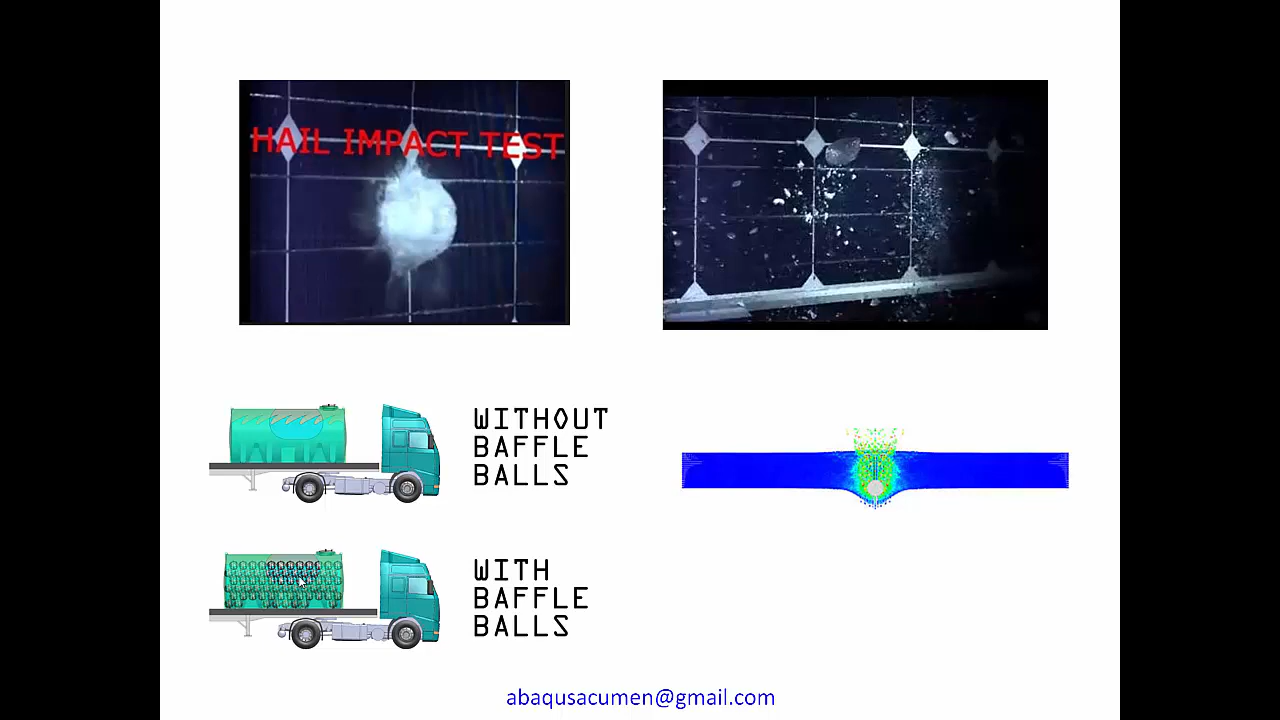 HAIL IMPACT TEST
WITHOUT
BAFFLE
BALLS
WITH
BAFFLE
BALLS
abaqusacumen@gmail.com